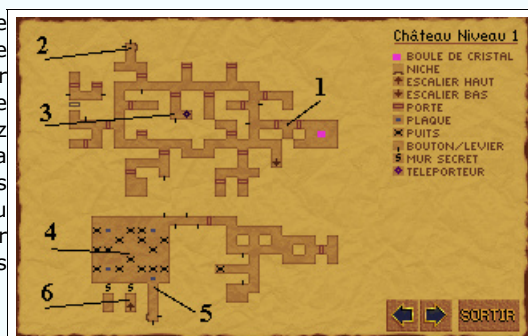 Château Niveau 1
BOULE DE CRISTAL
NICHE
ESCALIER HAUT
ESCALIER BAS
PORTE
PLAQUE
PUITS
BOUTON/LEVIER
MUR SECRET
TELEPORTEUR
2
1
3
4
6
5
SORTIR